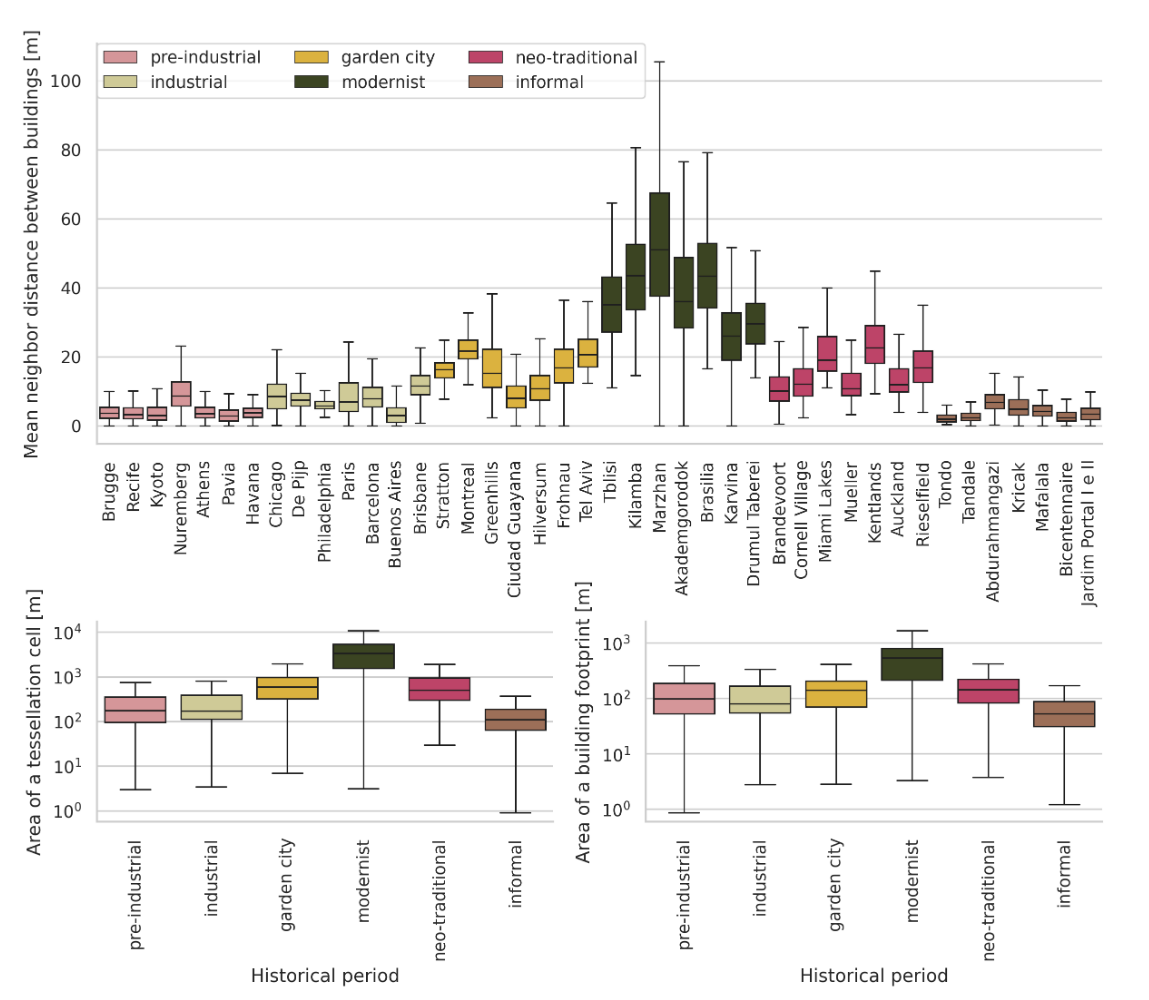 Mean neighbor distance between buildings [m]
pre-industrial
garden city
neo-traditional
industrial
modernist
informal
100
80
60
40
20
0
Brugge
Recife
Kyoto
Nuremberg
Athens
Pavia
Havana
Chicago
De Pijp
Philadelphia
Paris
Barcelona
Buenos Aires
Brisbane
Stratton
Montreal
Greenhills
Ciudad Guayana
Hilversum
Frohnau
Tel Aviv
Tblisi
Kilamba
Marzhan
Akademgorodok
Brasilia
Karvina
Drumul Taberei
Brandevoort
Cornell Village
Miami Lakes
Mueller
Kentlands
Auckland
Rieselfield
Tondo
Tandale
Abdurahmangazi
Kricak
Mafalala
Bicentennaire
Jardim Portal I e II
Area of a tessellation cell [m]
10⁴
10³
10²
10¹
10⁰
pre-industrial
industrial
garden city
modernist
neo-traditional
informal
Historical period
Area of a building footprint [m]
10³
10²
10¹
10⁰
pre-industrial
industrial
garden city
modernist
neo-traditional
informal
Historical period